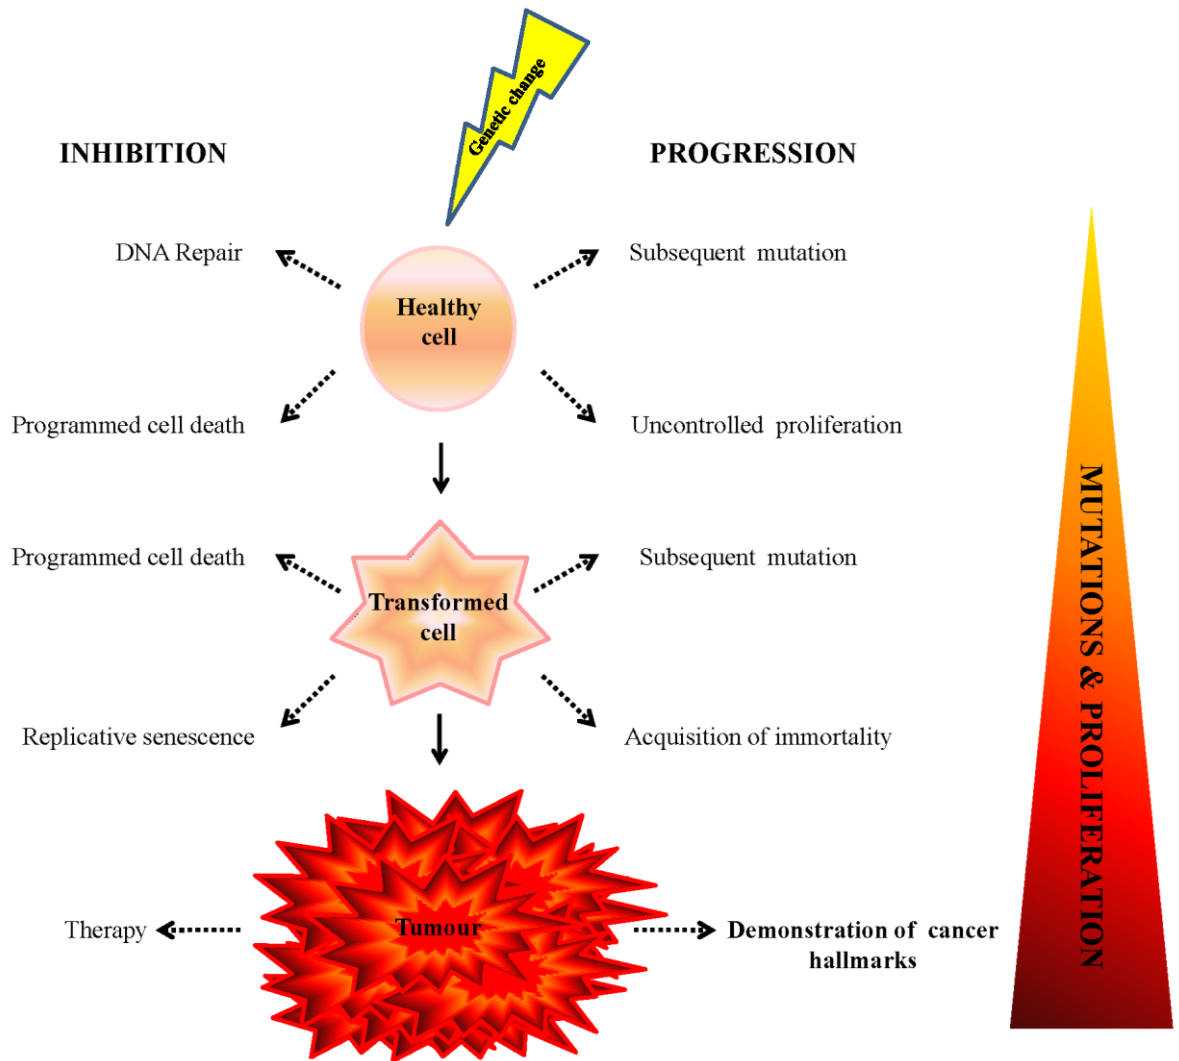 Genetic change
INHIBITION
PROGRESSION
DNA Repair
Subsequent mutation
Healthy
cell
Programmed cell death
Uncontrolled proliferation
Programmed cell death
Subsequent mutation
Transformed
cell
Replicative senescence
Acquisition of immortality
MUTATIONS & PROLIFERATION
Therapy
Tumour
Demonstration of cancer
hallmarks